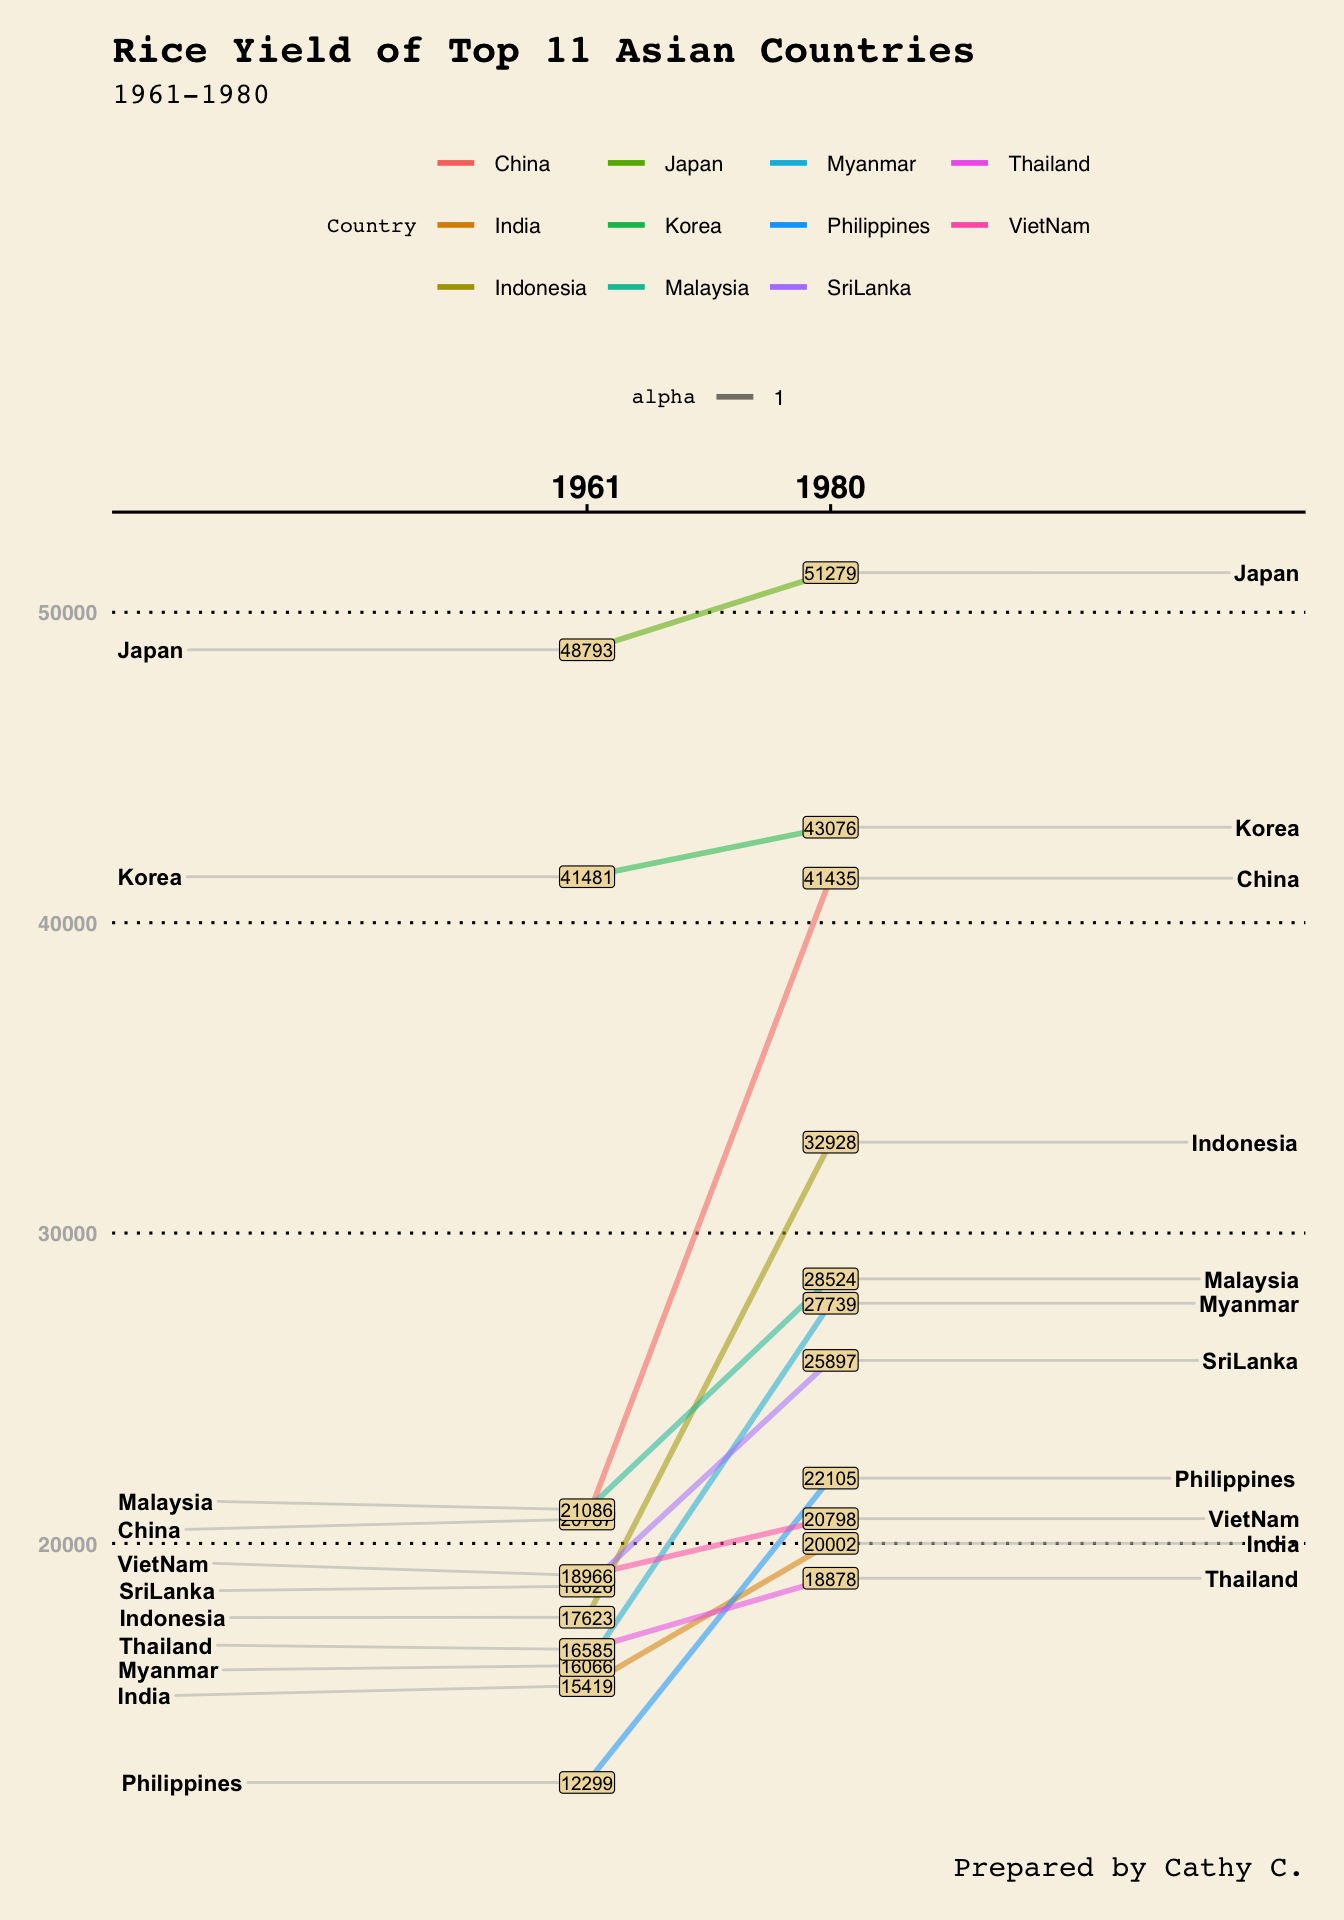 Rice Yield of Top 11 Asian Countries
1961–1980
China Japan Myanmar Thailand
Country India Korea Philippines VietNam
Indonesia Malaysia SriLanka
alpha 1
1961 1980
51279 Japan
50000
Japan 48793
43076 Korea
Korea 41481
41435 China
40000
32928 Indonesia
30000
28524 Malaysia
27739 Myanmar
25897 SriLanka
22105 Philippines
Malaysia 21086
China
20798 VietNam
20000
20002 India
VietNam 18966
18878 Thailand
SriLanka
Indonesia 17623
Thailand 16585
Myanmar 16066
India 15419
Philippines 12299
Prepared by Cathy C.